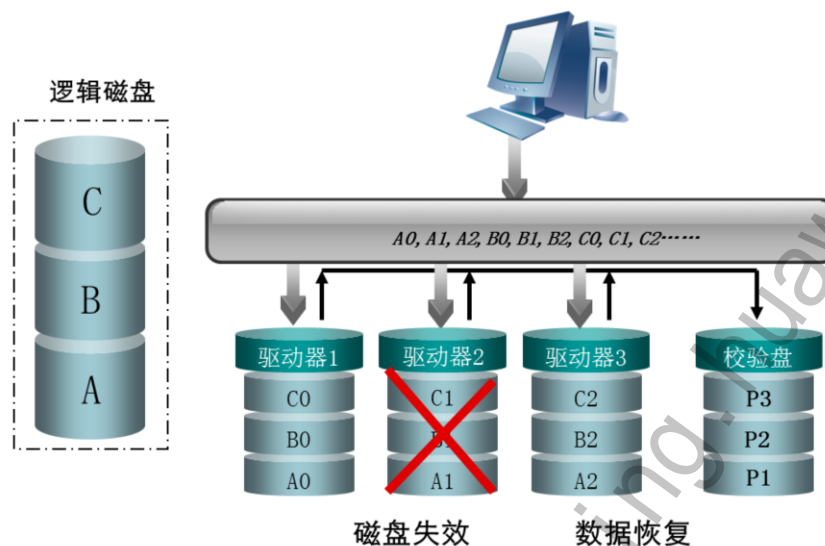 逻辑磁盘
C
B
A
A0, A1, A2, B0, B1, B2, C0, C1, C2······
驱动器1 驱动器2 驱动器3 校验盘
C0 C1 C2 P3
B0 B2 P2
A0 A1 A2 P1
磁盘失效 数据恢复